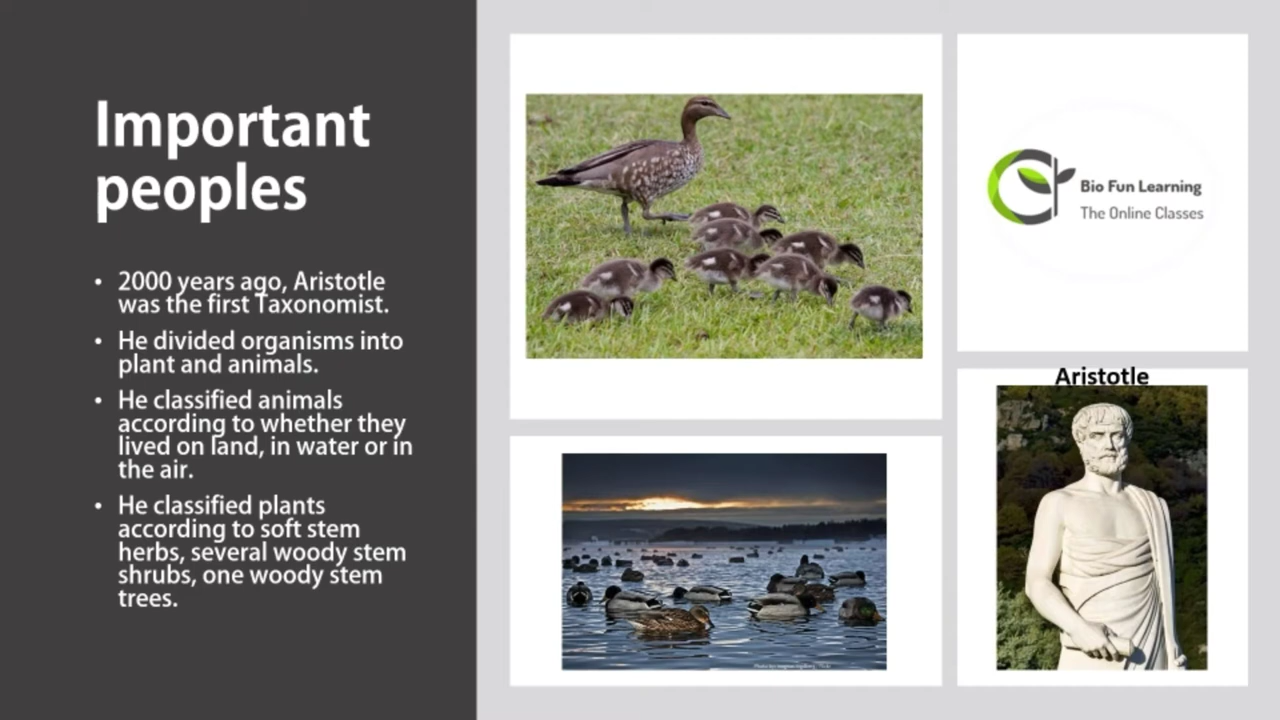 Important
peoples
• 2000 years ago, Aristotle
was the first Taxonomist.
• He divided organisms into
plant and animals.
• He classified animals
according to whether they
lived on land, in water or in
the air.
• He classified plants
according to soft stem
herbs, several woody stem
shrubs, one woody stem
trees.
Bio Fun Learning
The Online Classes
Aristotle